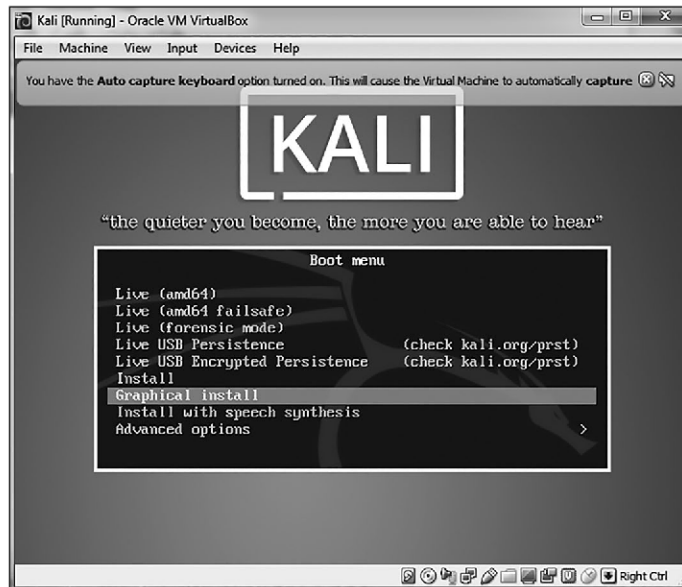 Kali [Running] - Oracle VM VirtualBox
File Machine View Input Devices Help
You have the Auto capture keyboard option turned on. This will cause the Virtual Machine to automatically capture
KALI
“the quieter you become, the more you are able to hear”
Boot menu
Live (amd64)
Live (amd64 failsafe)
Live (forensic mode)
Live USB Persistence (check kali.org/prst)
Live USB Encrypted Persistence (check kali.org/prst)
Install
Graphical install
Install with speech synthesis
Advanced options >
Right Ctrl